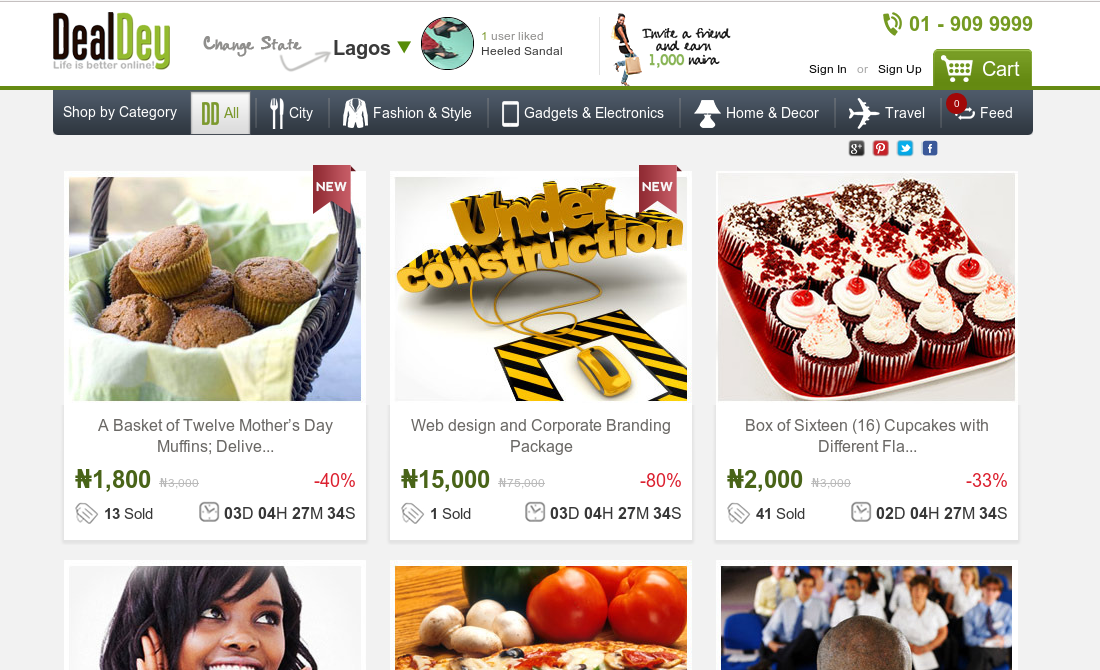 DealDey
Life is better online!
Change State
Lagos
1 user liked
Heeled Sandal
Invite a friend
and earn
1,000 naira
01 - 909 9999
Sign In or Sign Up
Cart
Shop by Category
All
City
Fashion & Style
Gadgets & Electronics
Home & Decor
Travel
0
Feed
g+
f
NEW
NEW
Under
construction
A Basket of Twelve Mother’s Day
Muffins; Delive...
₦1,800 ₦3,000 -40%
13 Sold 03D 04H 27M 34S
Web design and Corporate Branding
Package
₦15,000 ₦75,000 -80%
1 Sold 03D 04H 27M 34S
Box of Sixteen (16) Cupcakes with
Different Fla...
₦2,000 ₦3,000 -33%
41 Sold 02D 04H 27M 34S